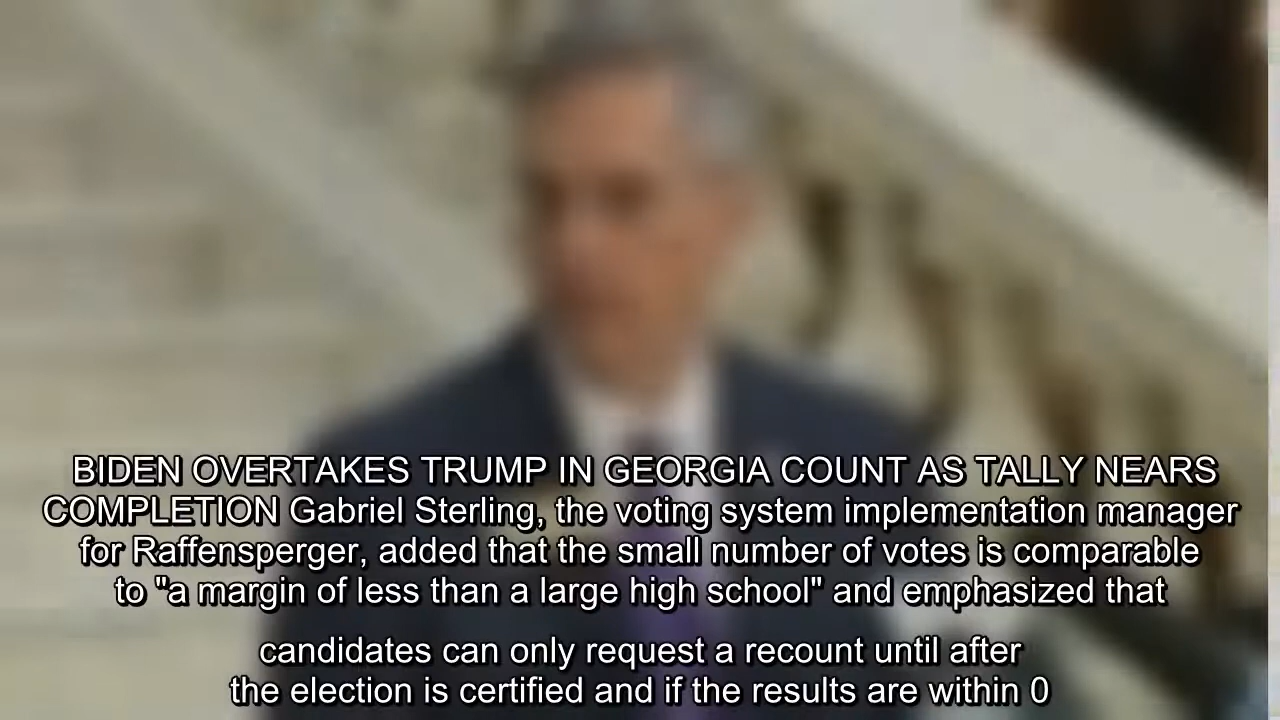 BIDEN OVERTAKES TRUMP IN GEORGIA COUNT AS TALLY NEARS
COMPLETION Gabriel Sterling, the voting system implementation manager
for Raffensperger, added that the small number of votes is comparable
to "a margin of less than a large high school" and emphasized that
candidates can only request a recount until after
the election is certified and if the results are within 0